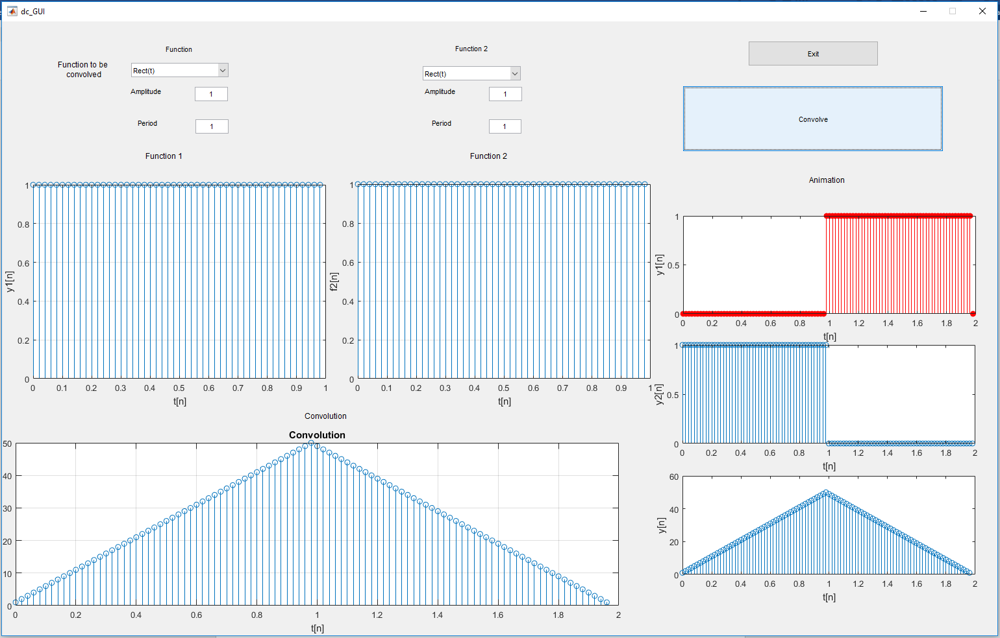 dc_GUI
Function
Function to be
convolved
Rect(t)
Amplitude
1
Period
1
Function 2
Rect(t)
Amplitude
1
Period
1
Exit
Convolve
Function 1
1
0.8
0.6
0.4
0.2
0
y1[n]
0 0.1 0.2 0.3 0.4 0.5 0.6 0.7 0.8 0.9 1
t[n]
Function 2
1
0.8
0.6
0.4
0.2
0
f2[n]
0 0.1 0.2 0.3 0.4 0.5 0.6 0.7 0.8 0.9 1
t[n]
Animation
1
0.5
0
y1[n]
0 0.2 0.4 0.6 0.8 1 1.2 1.4 1.6 1.8 2
t[n]
1
0.5
0
y2[n]
0 0.2 0.4 0.6 0.8 1 1.2 1.4 1.6 1.8 2
t[n]
60
40
20
0
y[n]
0 0.2 0.4 0.6 0.8 1 1.2 1.4 1.6 1.8 2
t[n]
Convolution
Convolution
50
40
30
20
10
0
0 0.2 0.4 0.6 0.8 1 1.2 1.4 1.6 1.8 2
t[n]